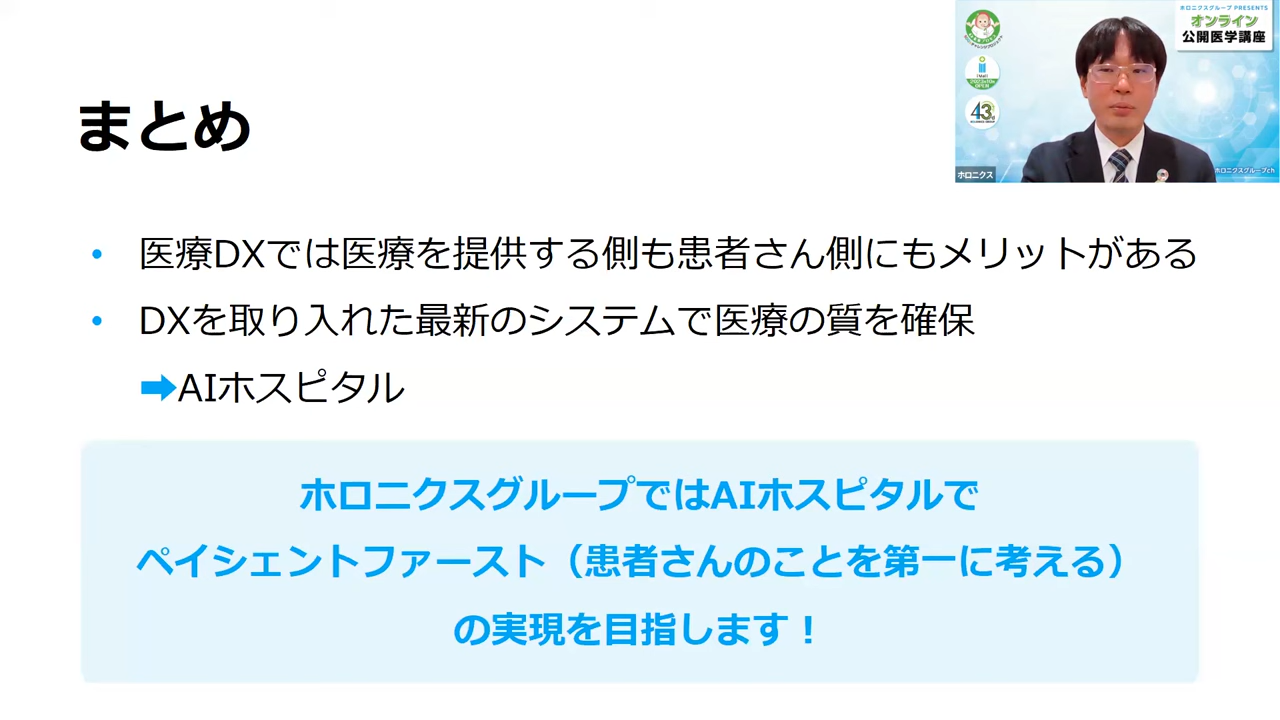 ホロニクスグループ PRESENTS
オンライン
公開医学講座
43
ホロニクス
ホロニクスグループch
まとめ
• 医療DXでは医療を提供する側も患者さん側にもメリットがある
• DXを取り入れた最新のシステムで医療の質を確保
➡AIホスピタル
ホロニクスグループではAIホスピタルで
ペイシェントファースト（患者さんのことを第一に考える）
の実現を目指します！